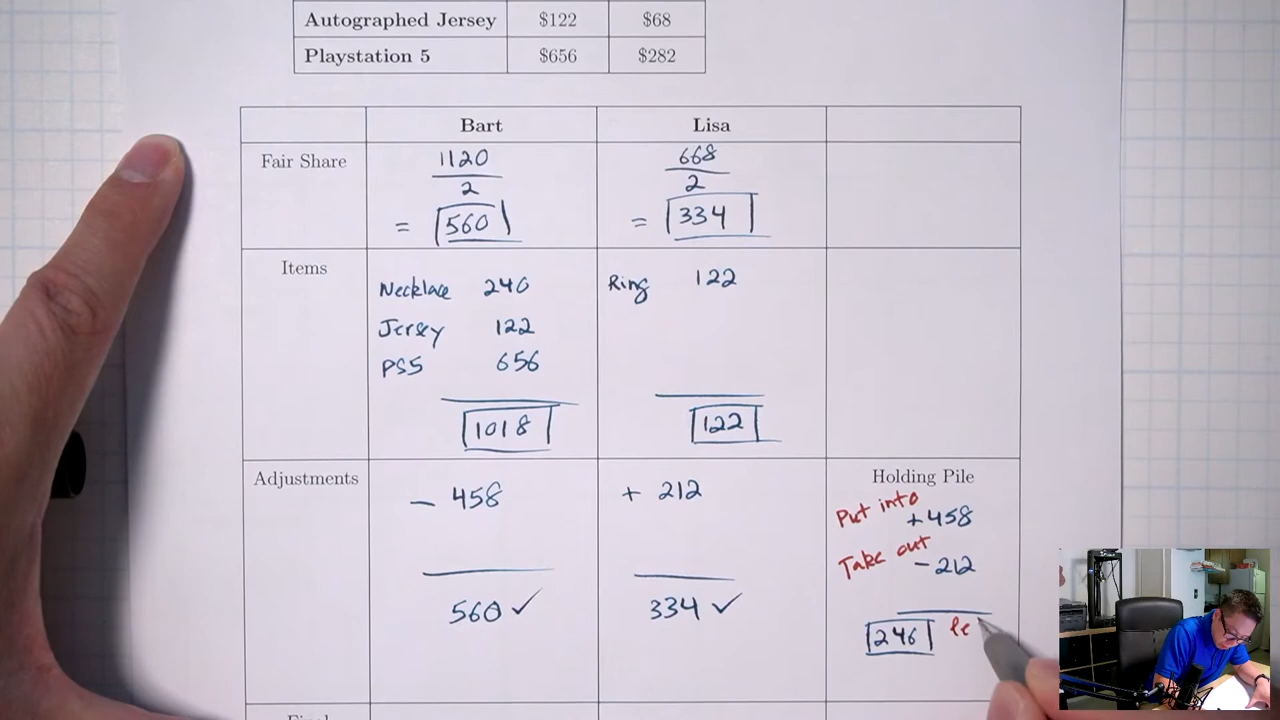 Autographed Jersey $122 $68
Playstation 5 $656 $282
Bart Lisa
Fair Share 1120 668
2 2
= 560 = 334
Items Necklace 240 Ring 122
Jersey 122
PS5 656
1018 122
Adjustments - 458 + 212 Holding Pile
Put into +458
Take out -212
560 ✓ 334 ✓
246 le